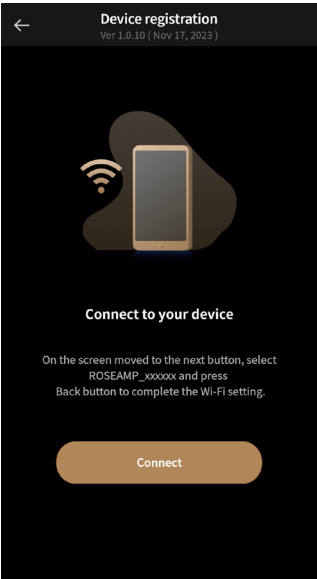 Device registration
Ver 1.0.10 ( Nov 17, 2023 )
Connect to your device
On the screen moved to the next button, select
ROSEAMP_xxxxxx and press
Back button to complete the Wi-Fi setting.
Connect